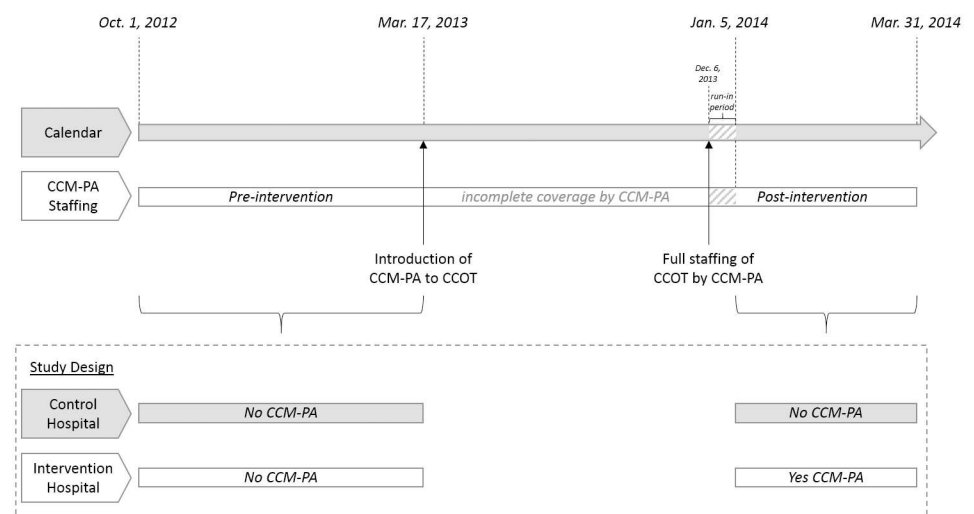 Oct. 1, 2012
Mar. 17, 2013
Jan. 5, 2014
Mar. 31, 2014
Dec. 6,
2013
run-in
period
Calendar
CCM-PA
Staffing
Pre-intervention
incomplete coverage by CCM-PA
Post-intervention
Introduction of
CCM-PA to CCOT
Full staffing of
CCOT by CCM-PA
Study Design
Control
Hospital
No CCM-PA
No CCM-PA
Intervention
Hospital
No CCM-PA
Yes CCM-PA